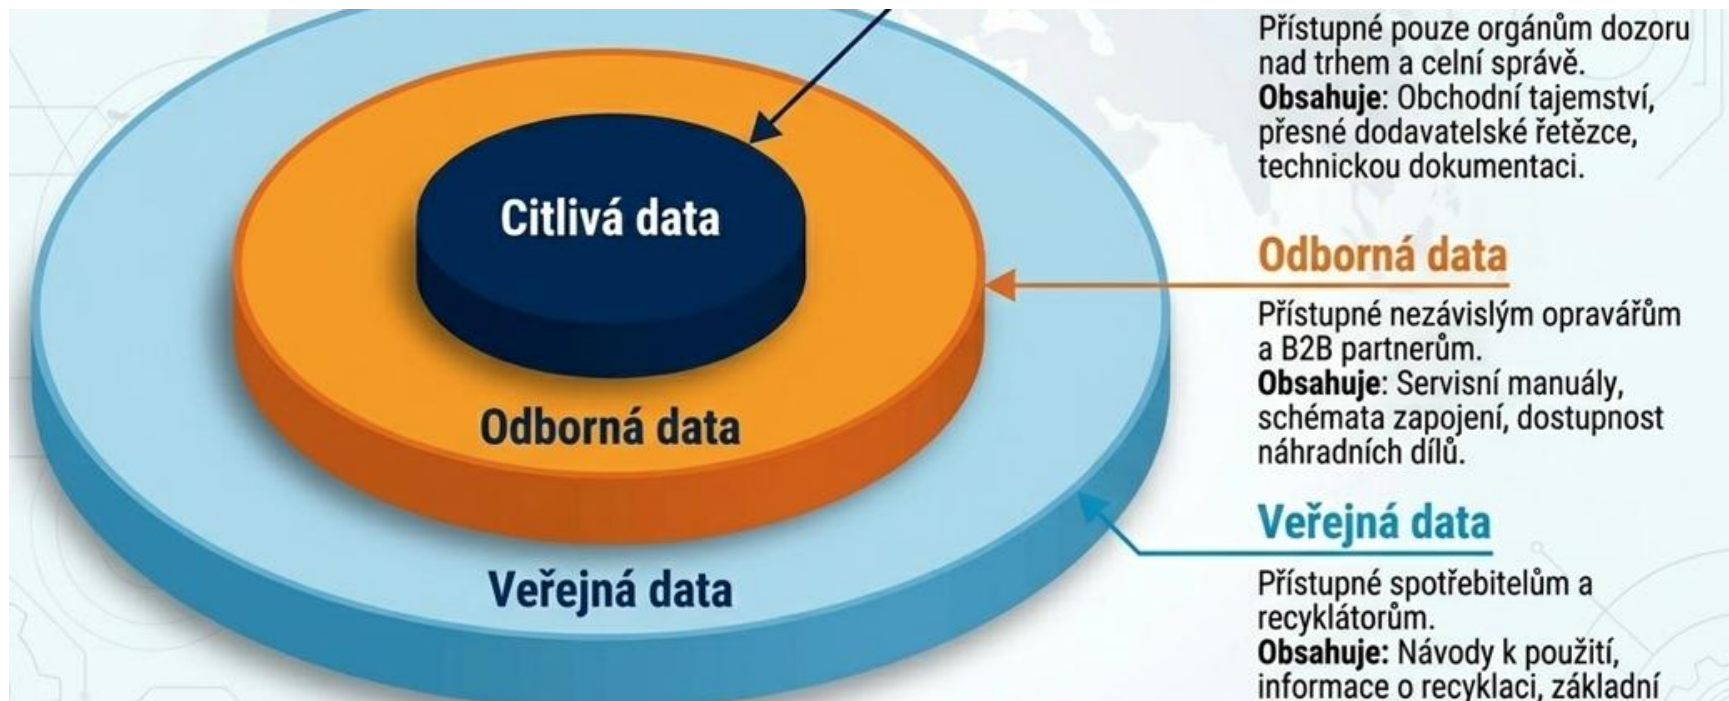 Citlivá data
Odborná data
Veřejná data
Přístupné pouze orgánům dozoru
nad trhem a celní správě.
Obsahuje: Obchodní tajemství,
přesné dodavatelské řetězce,
technickou dokumentaci.
Odborná data
Přístupné nezávislým opravářům
a B2B partnerům.
Obsahuje: Servisní manuály,
schémata zapojení, dostupnost
náhradních dílů.
Veřejná data
Přístupné spotřebitelům a
recyklátorům.
Obsahuje: Návody k použití,
informace o recyklaci, základní